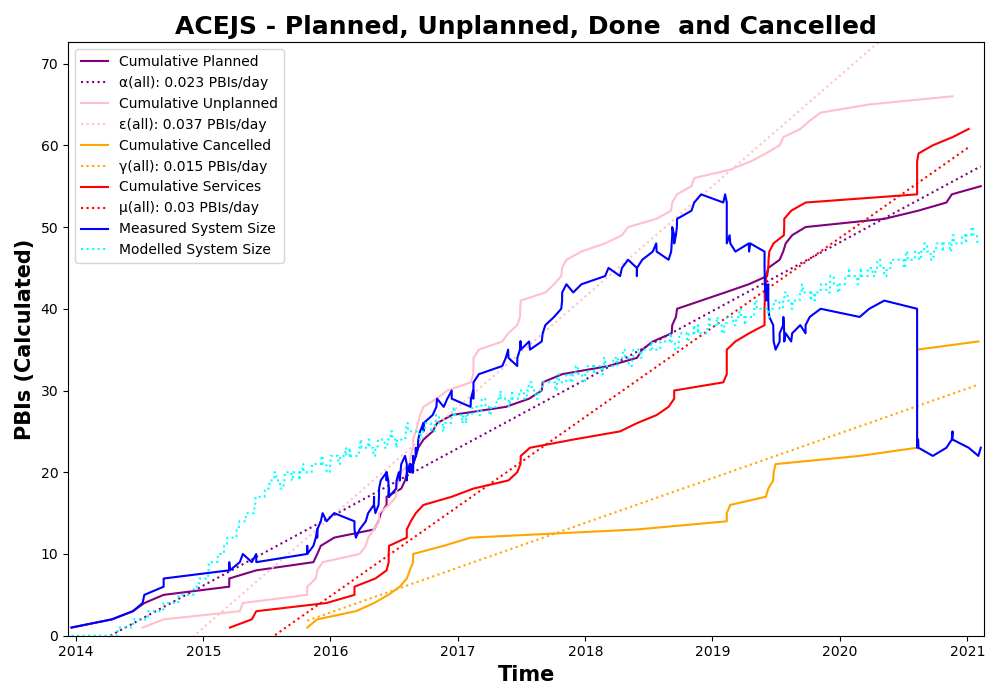 ACEJS - Planned, Unplanned, Done  and Cancelled
Cumulative Planned
α(all): 0.023 PBIs/day
Cumulative Unplanned
ε(all): 0.037 PBIs/day
Cumulative Cancelled
γ(all): 0.015 PBIs/day
Cumulative Services
μ(all): 0.03 PBIs/day
Measured System Size
Modelled System Size
PBIs (Calculated)
70
60
50
40
30
20
10
0
2014 2015 2016 2017 2018 2019 2020 2021
Time